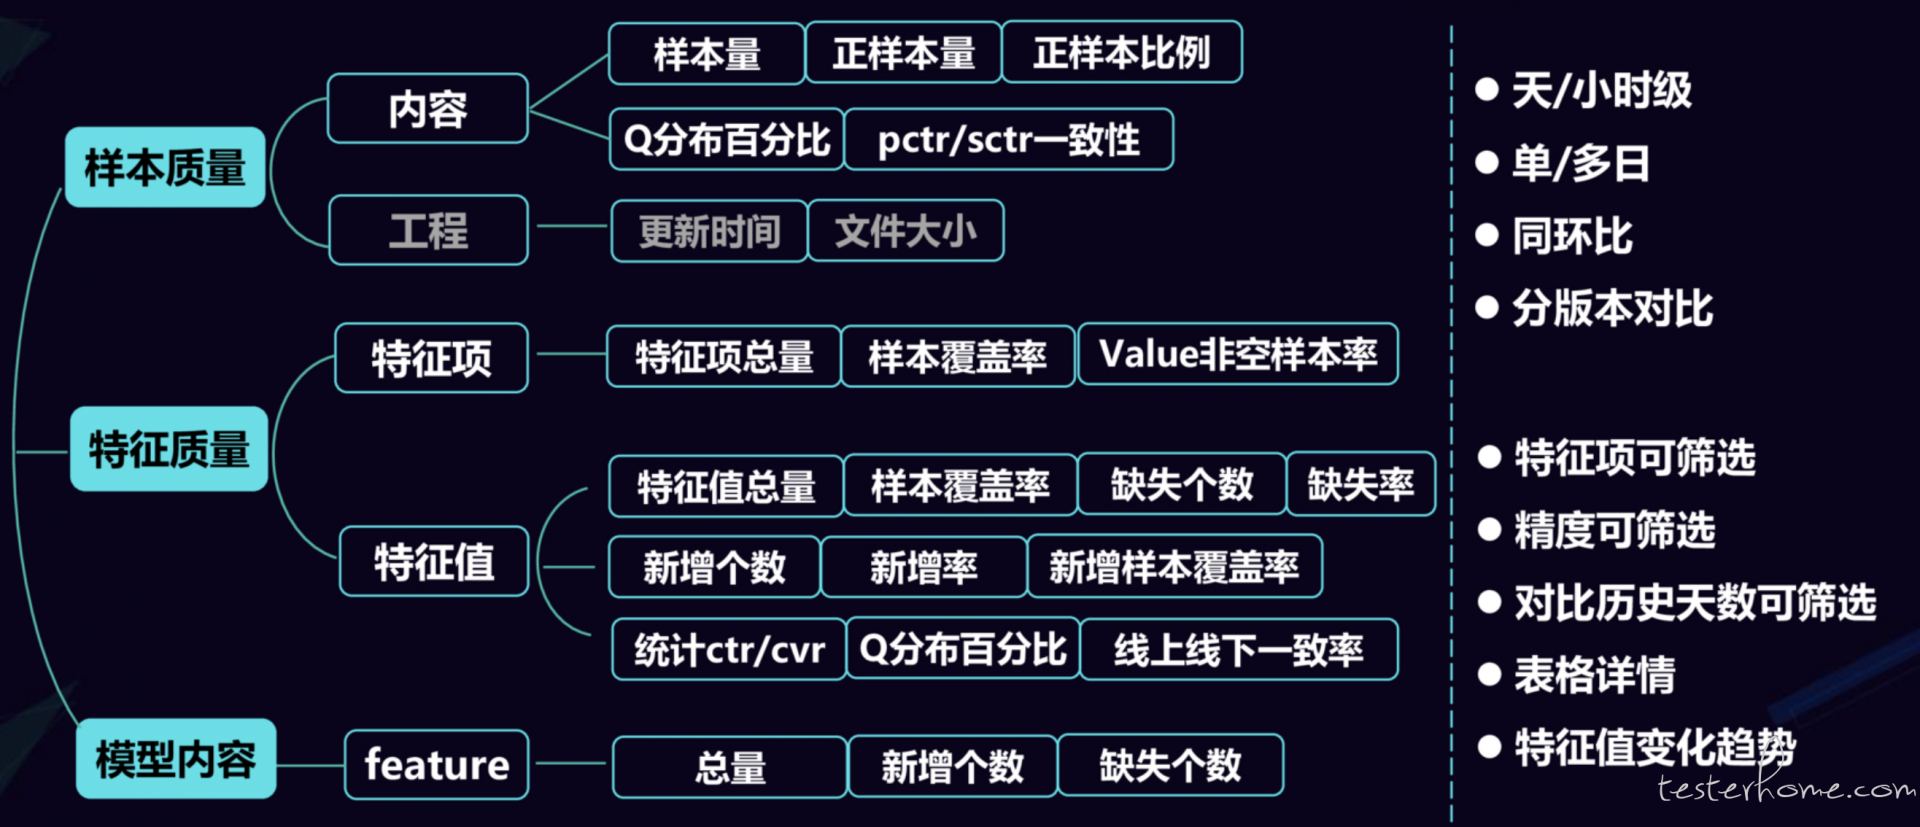 样本质量
内容
样本量 正样本量 正样本比例
Q分布百分比 pctr/sctr一致性
工程
更新时间 文件大小
特征质量
特征项
特征项总量 样本覆盖率 Value非空样本率
特征值
特征值总量 样本覆盖率 缺失个数 缺失率
新增个数 新增率 新增样本覆盖率
统计ctr/cvr Q分布百分比 线上线下一致率
模型内容
feature
总量 新增个数 缺失个数
● 天/小时级
● 单/多日
● 同环比
● 分版本对比
● 特征项可筛选
● 精度可筛选
● 对比历史天数可筛选
● 表格详情
● 特征值变化趋势
testerhome.com